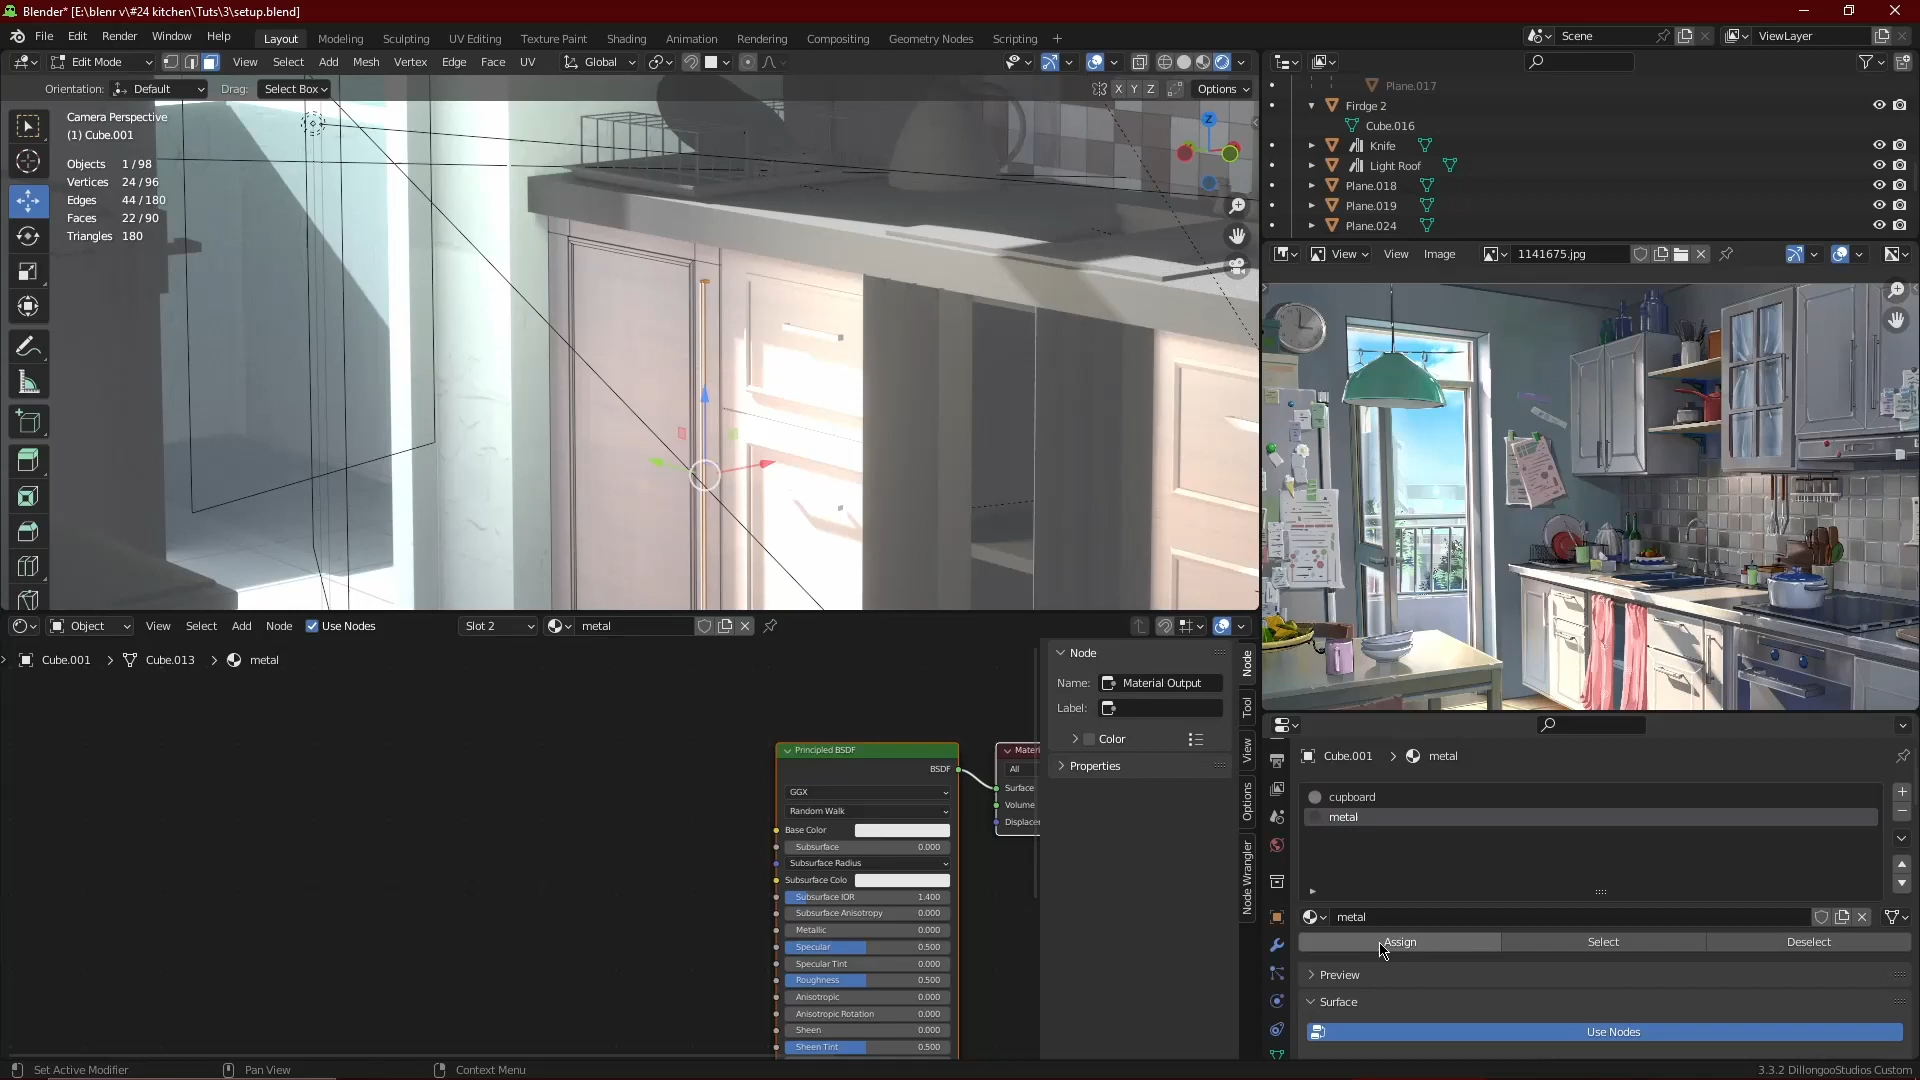 Blender* [E:\blenr v\#24 kitchen\Tuts\3\setup.blend]
File Edit Render Window Help Layout Modeling Sculpting UV Editing Texture Paint Shading Animation Rendering Compositing Geometry Nodes Scripting + Scene ViewLayer
Edit Mode View Select Add Mesh Vertex Edge Face UV Global
Orientation: Default Drag: Select Box X Y Z Options
Camera Perspective
(1) Cube.001
Objects 1 / 98
Vertices 24 / 96
Edges 44 / 180
Faces 22 / 90
Triangles 180
Z
Plane.017
Firdge 2
Cube.016
Knife
Light Roof
Plane.018
Plane.019
Plane.024
View View Image 1141675.jpg
Object View Select Add Node Use Nodes Slot 2 metal
Cube.001 > Cube.013 > metal
Node
Name: Material Output
Label:
Color
Properties
Node
Tool
View
Options
Node Wrangler
Principled BSDF
BSDF
GGX
Random Walk
Base Color
Subsurface 0.000
Subsurface Radius
Subsurface Colo
Subsurface IOR 1.400
Subsurface Anisotropy 0.000
Metallic 0.000
Specular 0.500
Specular Tint 0.000
Roughness 0.500
Anisotropic 0.000
Anisotropic Rotation 0.000
Sheen 0.000
Sheen Tint 0.500
Materi
All
Surface
Volume
Displacer
Cube.001 > metal
cupboard
metal
metal
Assign Select Deselect
Preview
Surface
Use Nodes
Set Active Modifier Pan View Context Menu 3.3.2 DillongooStudios Custom